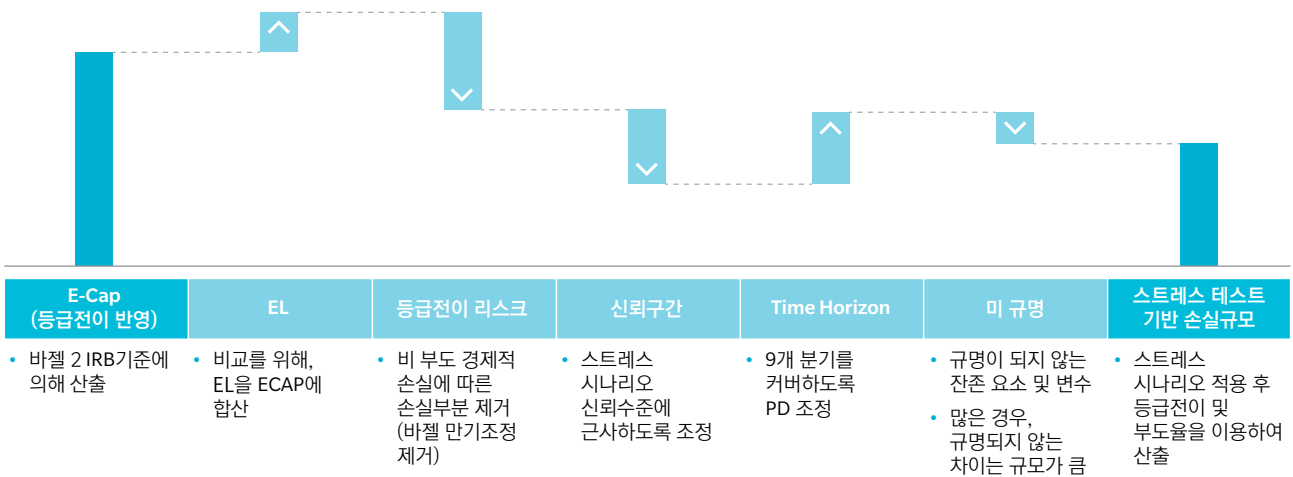 E-Cap
(등급전이 반영)
EL
등급전이 리스크
신뢰구간
Time Horizon
미 규명
스트레스 테스트
기반 손실규모
• 바젤 2 IRB기준에
의해 산출
• 비교를 위해,
EL을 ECAP에
합산
• 비 부도 경제적
손실에 따른
손실부분 제거
(바젤 만기조정
제거)
• 스트레스
시나리오
신뢰수준에
근사하도록 조정
• 9개 분기를
커버하도록
PD 조정
• 규명이 되지 않는
잔존 요소 및 변수
• 많은 경우,
규명되지 않는
차이는 규모가 큼
• 스트레스
시나리오 적용 후
등급전이 및
부도율을 이용하여
산출